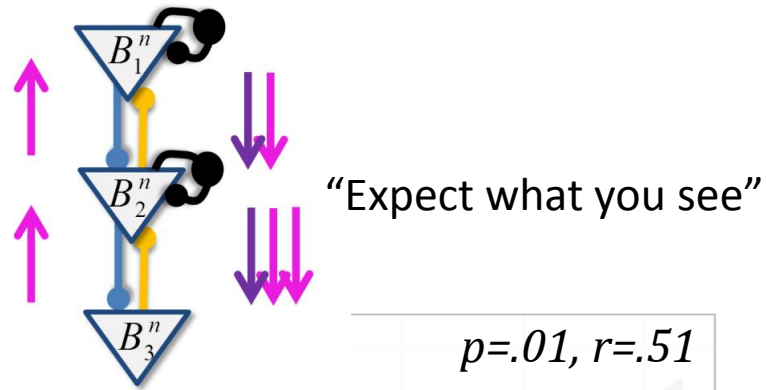 B₁ⁿ
B₂ⁿ
“Expect what you see”
B₃ⁿ
p=.01, r=.51